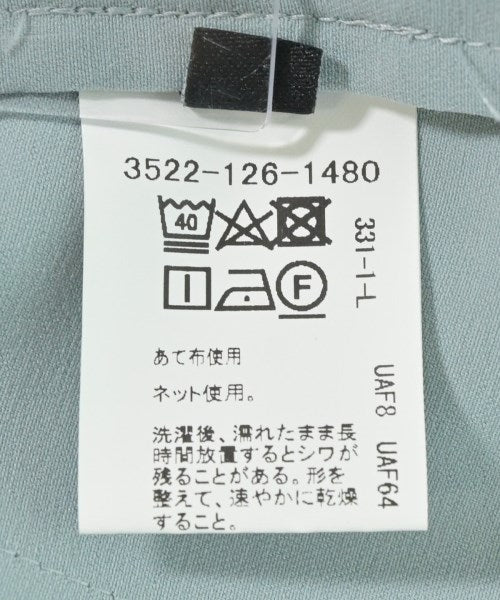 3522-126-1480
40
F
331-1-L
あて布使用
ネット使用。
洗濯後、濡れたまま長
時間放置するとシワが
残ることがある。形を
整えて、速やかに乾燥
すること。
UAF8 UAF64